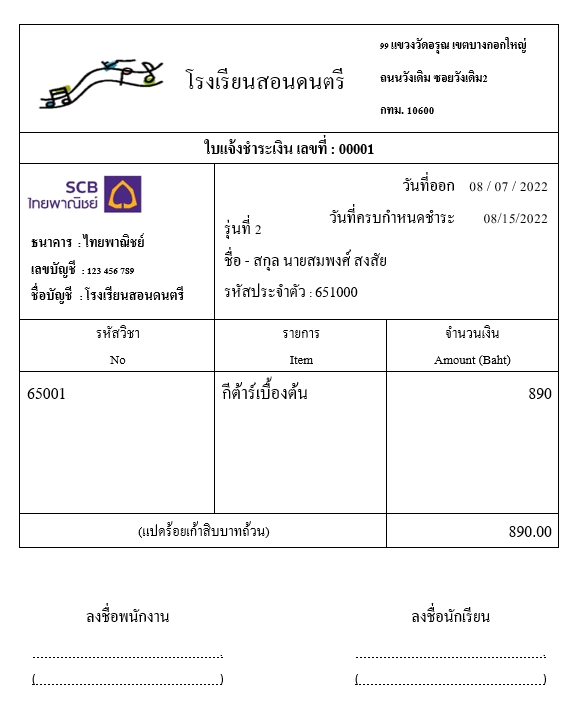 โรงเรียนสอนดนตรี
๑๑ แขวงวัดอรุณ เขตบางกอกใหญ่
ถนนวังเดิม ซอยวังเดิม2
กทม. 10600
ใบแจ้งชำระเงิน เลขที่ : 00001
SCB
ไทยพาณิชย์
ธนาคาร : ไทยพาณิชย์
เลขบัญชี : 123 456 789
ชื่อบัญชี : โรงเรียนสอนดนตรี
วันที่ออก 08 / 07 / 2022
วันที่ครบกำหนดชำระ 08/15/2022
รุ่นที่ 2
ชื่อ - สกุล นายสมพงศ์ สงสัย
รหัสประจำตัว : 651000
รหัสวิชา รายการ จำนวนเงิน
No Item Amount (Baht)
65001 กีต้าร์เบื้องต้น 890
(แปดร้อยเก้าสิบบาทถ้วน) 890.00
ลงชื่อพนักงาน ลงชื่อนักเรียน
................................................. .................................................
(................................................) (................................................)